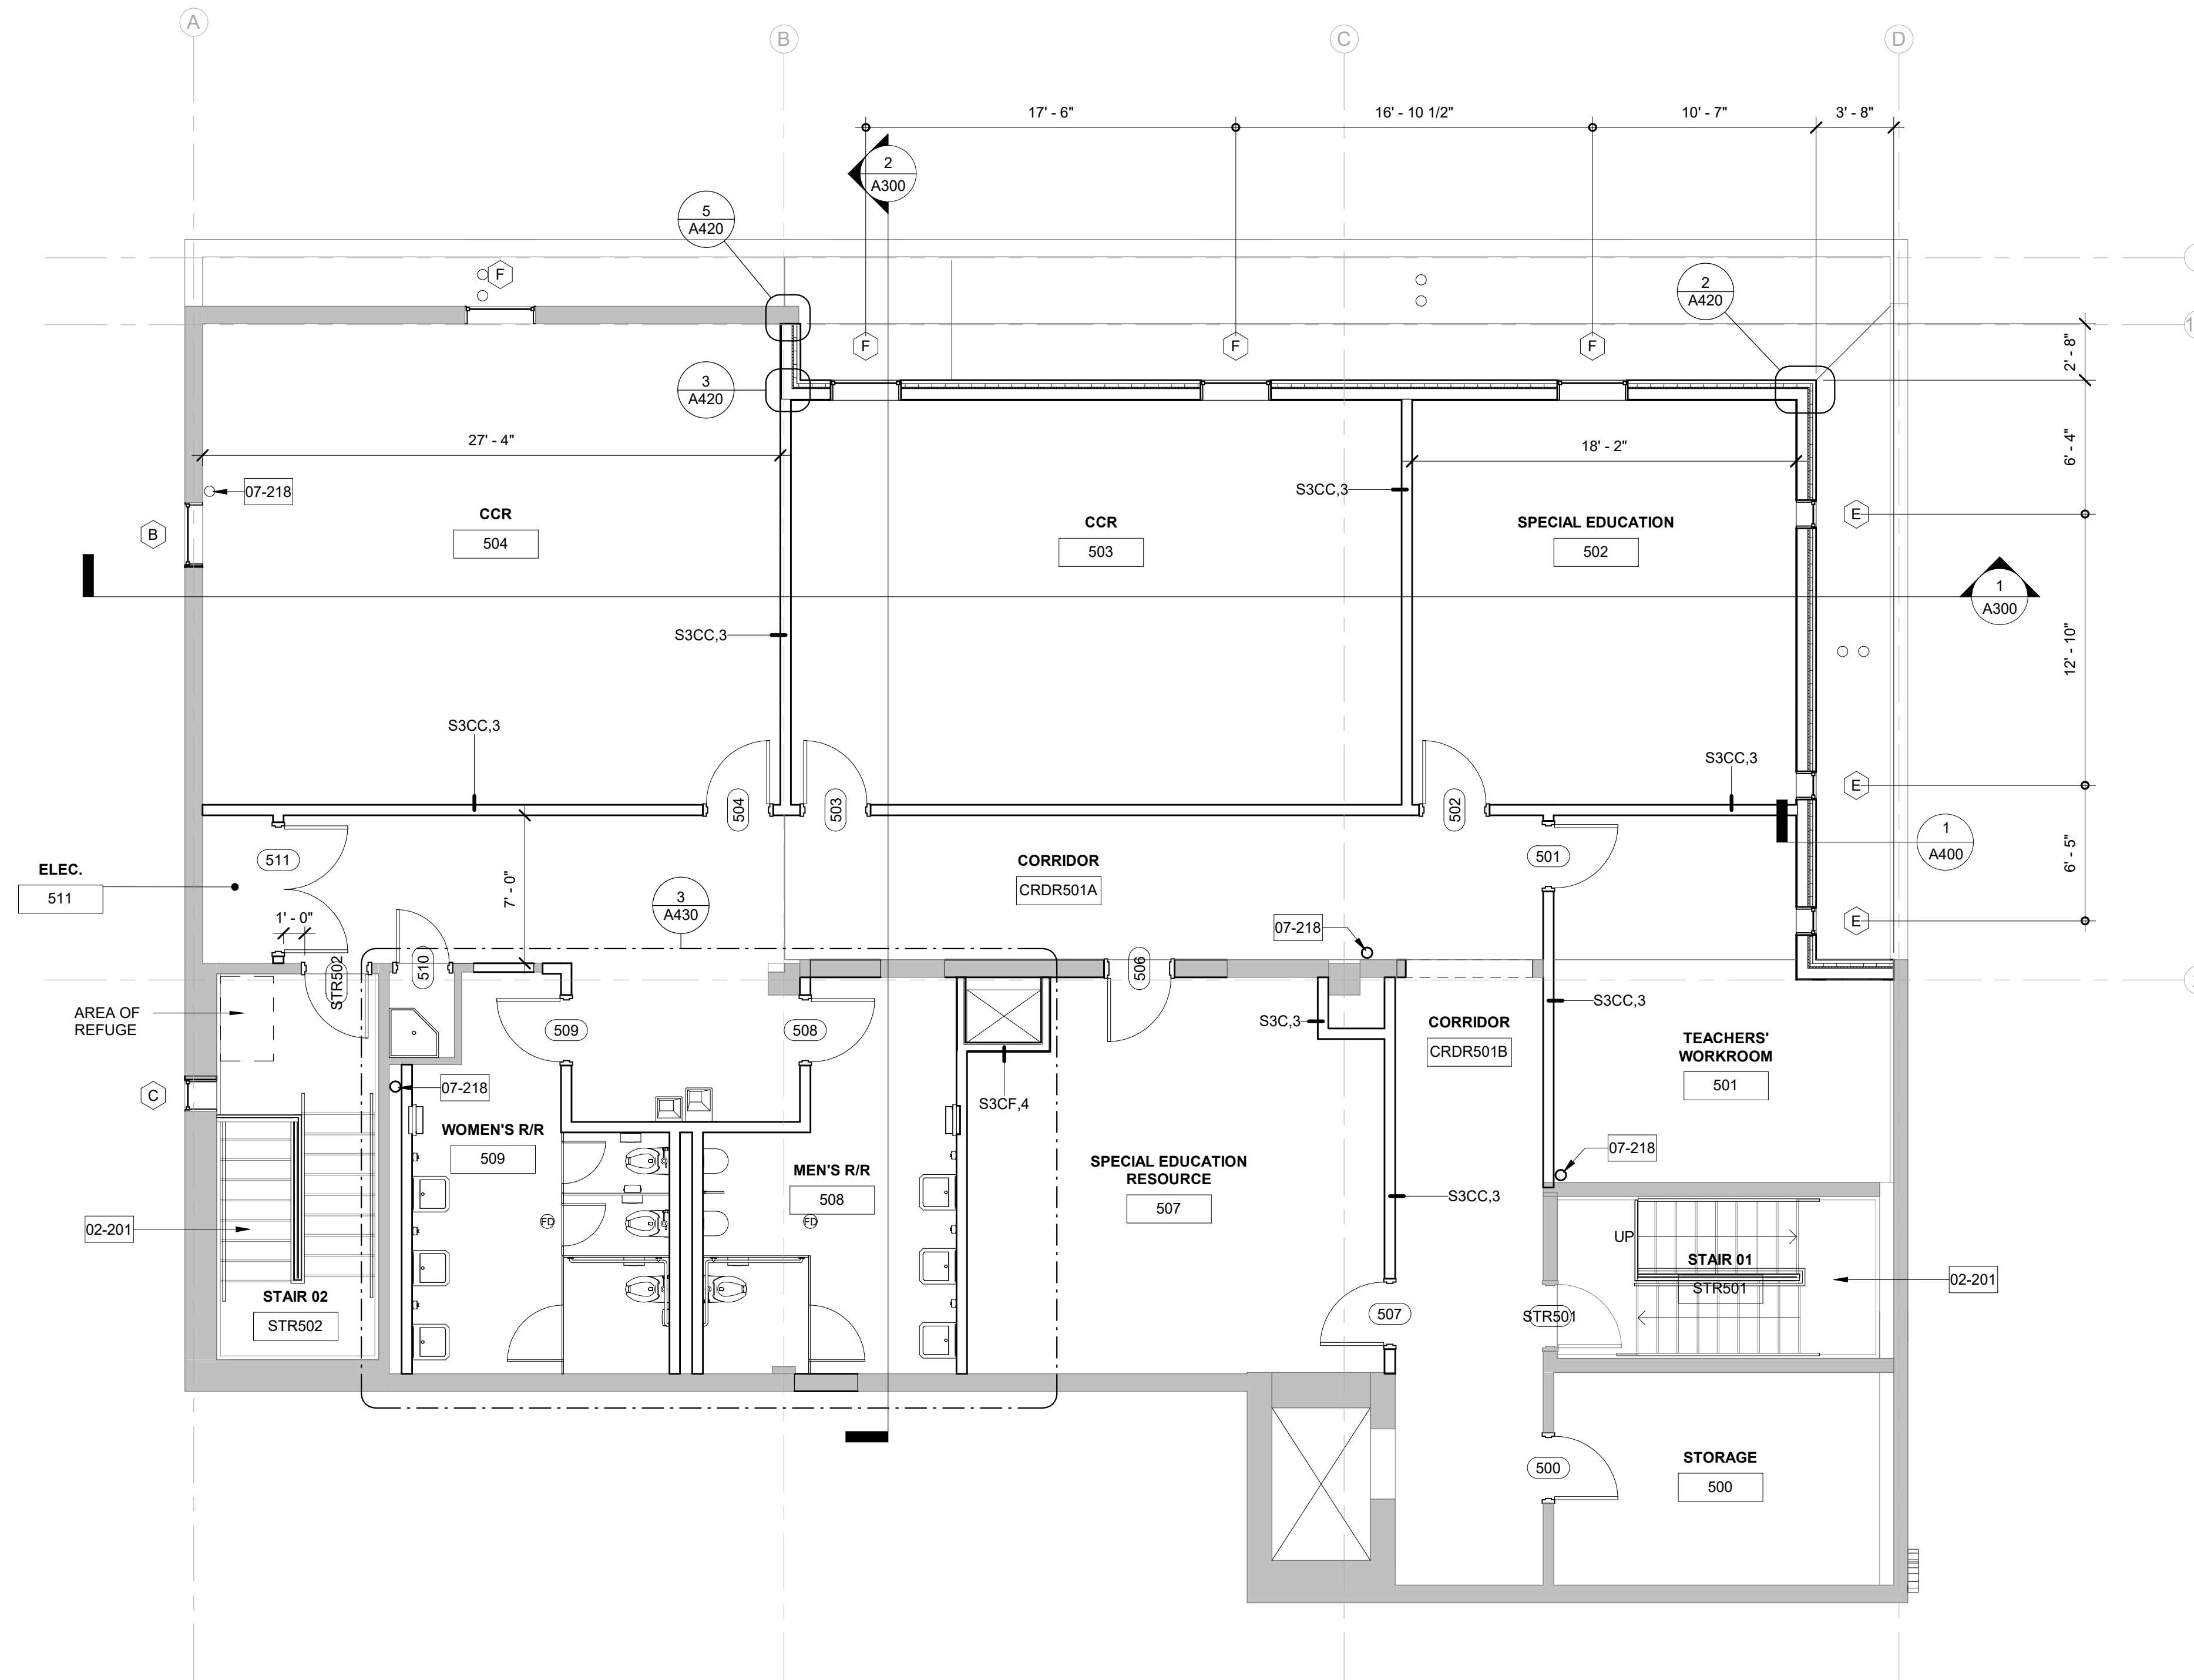 A
B
C
D
17' - 6"
16' - 10 1/2"
10' - 7"
3' - 8"
2
A300
5
A420
F
2
A420
1
F
F
F
2' - 8"
3
A420
27' - 4"
18' - 2"
6' - 4"
07-218
S3CC,3
CCR
504
CCR
503
SPECIAL EDUCATION
502
B
E
1
A300
S3CC,3
12' - 10"
S3CC,3
S3CC,3
E
504
503
502
511
501
1
A400
6' - 5"
ELEC.
511
CORRIDOR
CRDR501A
7' - 0"
3
A430
1' - 0"
07-218
E
STR502
510
506
AREA OF
REFUGE
509
508
S3C,3
CORRIDOR
CRDR501B
S3CC,3
TEACHERS'
WORKROOM
501
C
07-218
S3CF,4
WOMEN'S R/R
509
MEN'S R/R
508
SPECIAL EDUCATION
RESOURCE
507
07-218
S3CC,3
02-201
FD
FD
UP
STAIR 01
STR501
02-201
STAIR 02
STR502
507
STR501
STORAGE
500
500